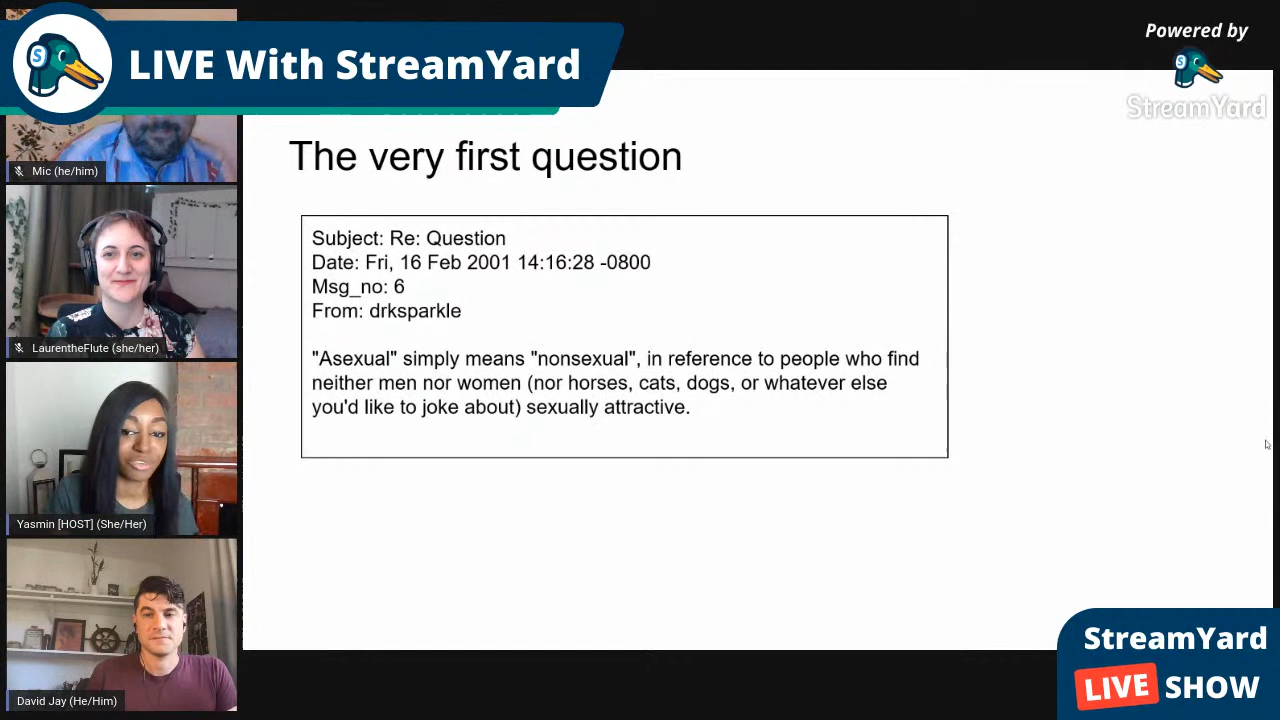 LIVE With StreamYard
Powered by
StreamYard
Mic (he/him)
LaurentheFlute (she/her)
Yasmin [HOST] (She/Her)
David Jay (He/Him)
The very first question
Subject: Re: Question
Date: Fri, 16 Feb 2001 14:16:28 -0800
Msg_no: 6
From: drksparkle
"Asexual" simply means "nonsexual", in reference to people who find
neither men nor women (nor horses, cats, dogs, or whatever else
you'd like to joke about) sexually attractive.
StreamYard
LIVE SHOW